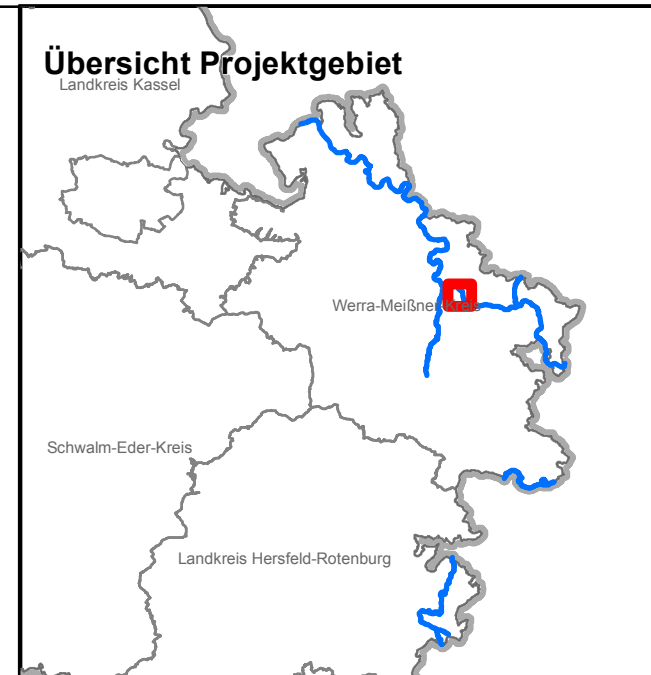 Übersicht Projektgebiet
Landkreis Kassel
Werra-Meißner-Kreis
Schwalm-Eder-Kreis
Landkreis Hersfeld-Rotenburg